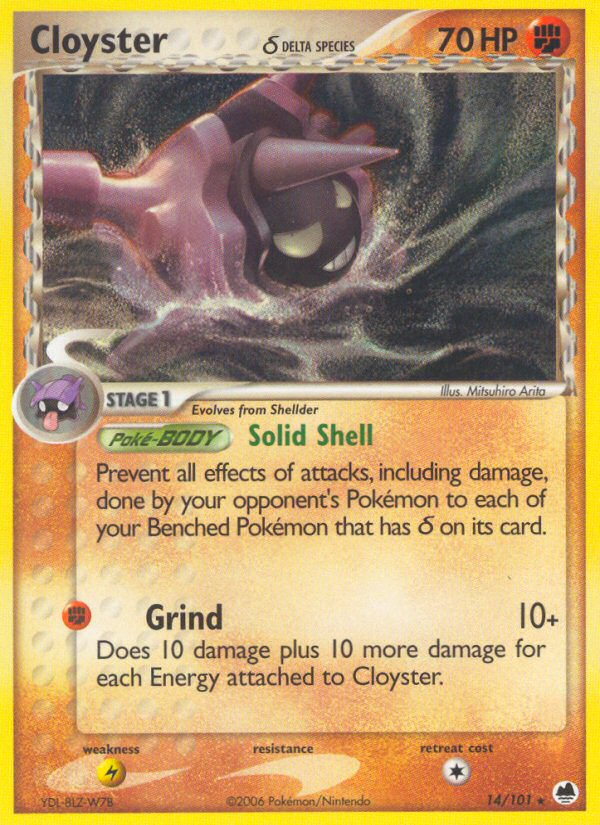 Cloyster δ DELTA SPECIES 70 HP
Illus. Mitsuhiro Arita
STAGE 1
Evolves from Shellder
Poké-BODY Solid Shell
Prevent all effects of attacks, including damage,
done by your opponent's Pokémon to each of
your Benched Pokémon that has δ on its card.
Grind 10+
Does 10 damage plus 10 more damage for
each Energy attached to Cloyster.
weakness resistance retreat cost
YDL-BLZ-W7B ©2006 Pokémon/Nintendo 14/101 ★